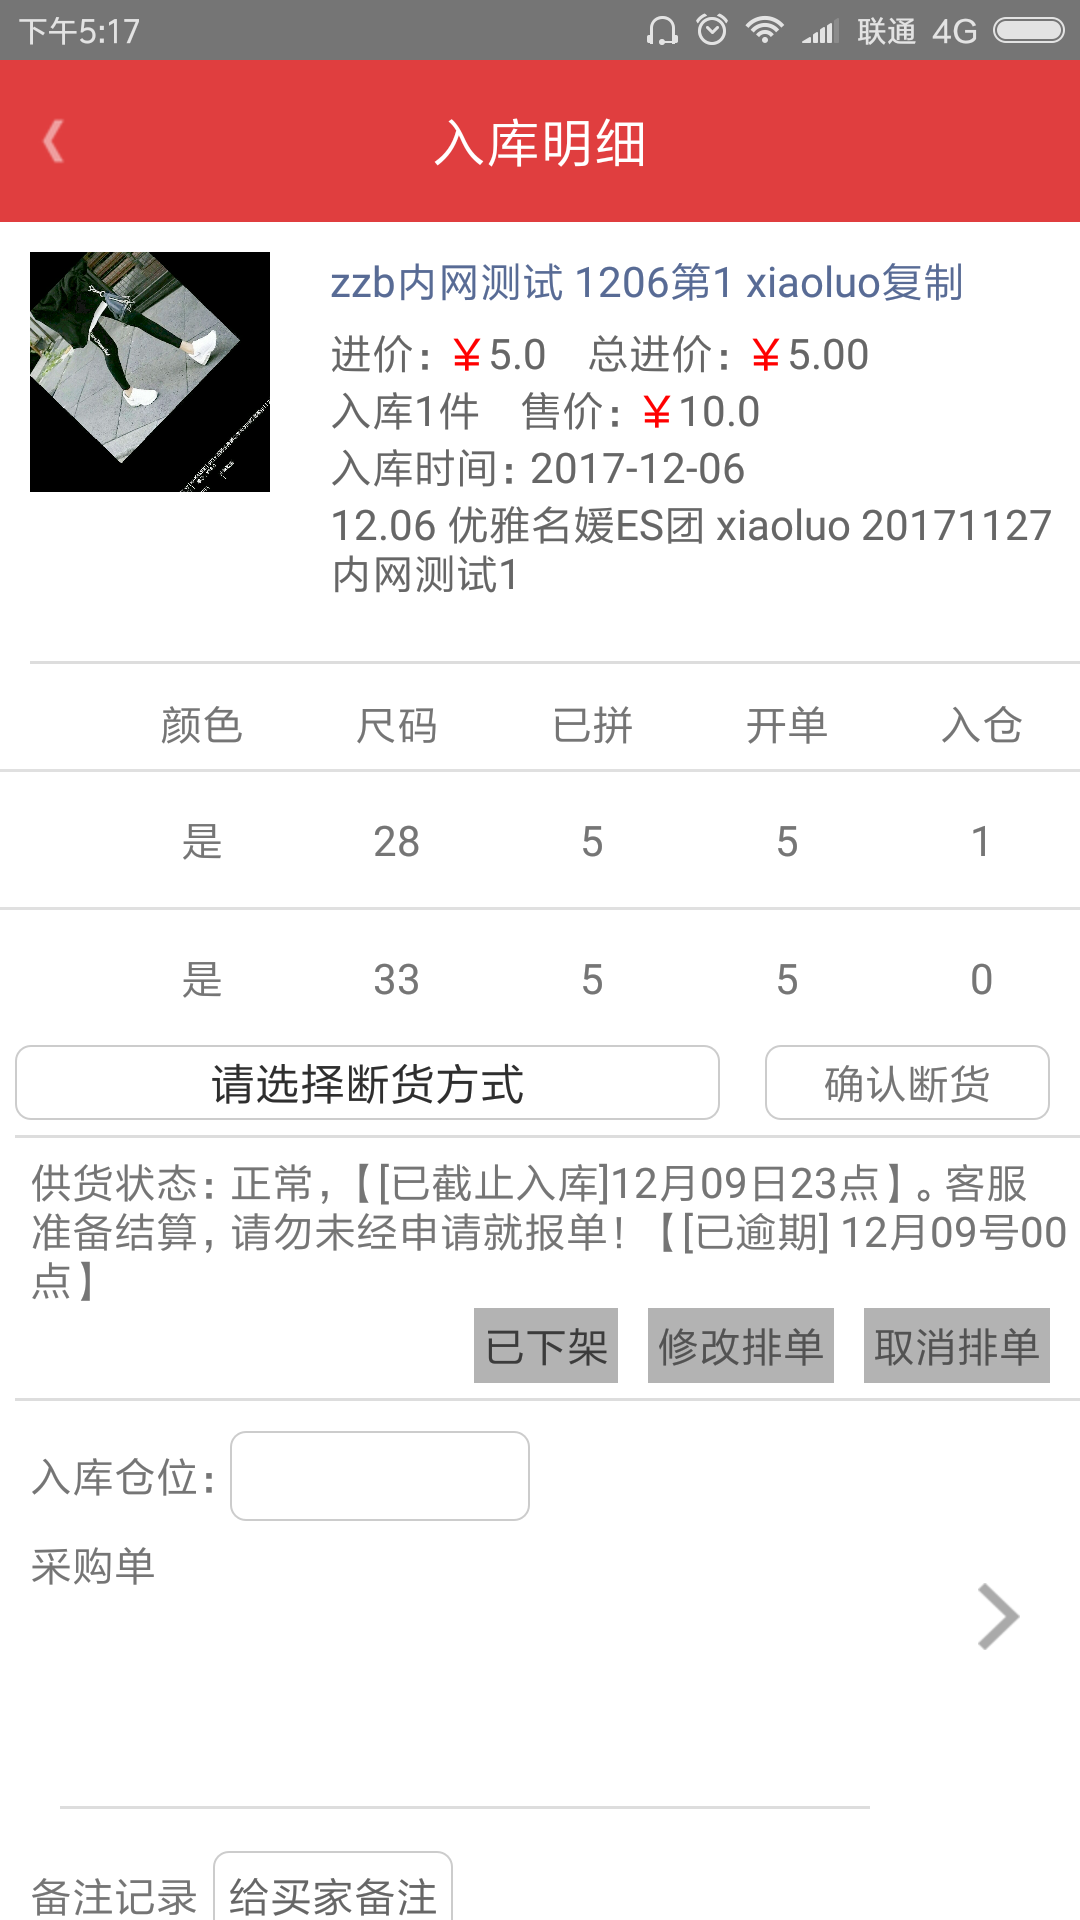 下午5:17 联通 4G
入库明细
zzb内网测试 1206第1 xiaoluo复制
进价：￥5.0 总进价：￥5.00
入库1件 售价：￥10.0
入库时间：2017-12-06
12.06 优雅名媛ES团 xiaoluo 20171127
内网测试1
颜色 尺码 已拼 开单 入仓
是 28 5 5 1
是 33 5 5 0
请选择断货方式 确认断货
供货状态：正常，【[已截止入库]12月09日23点】。客服
准备结算，请勿未经申请就报单！【[已逾期] 12月09号00
点】
已下架 修改排单 取消排单
入库仓位：
采购单
备注记录 给买家备注